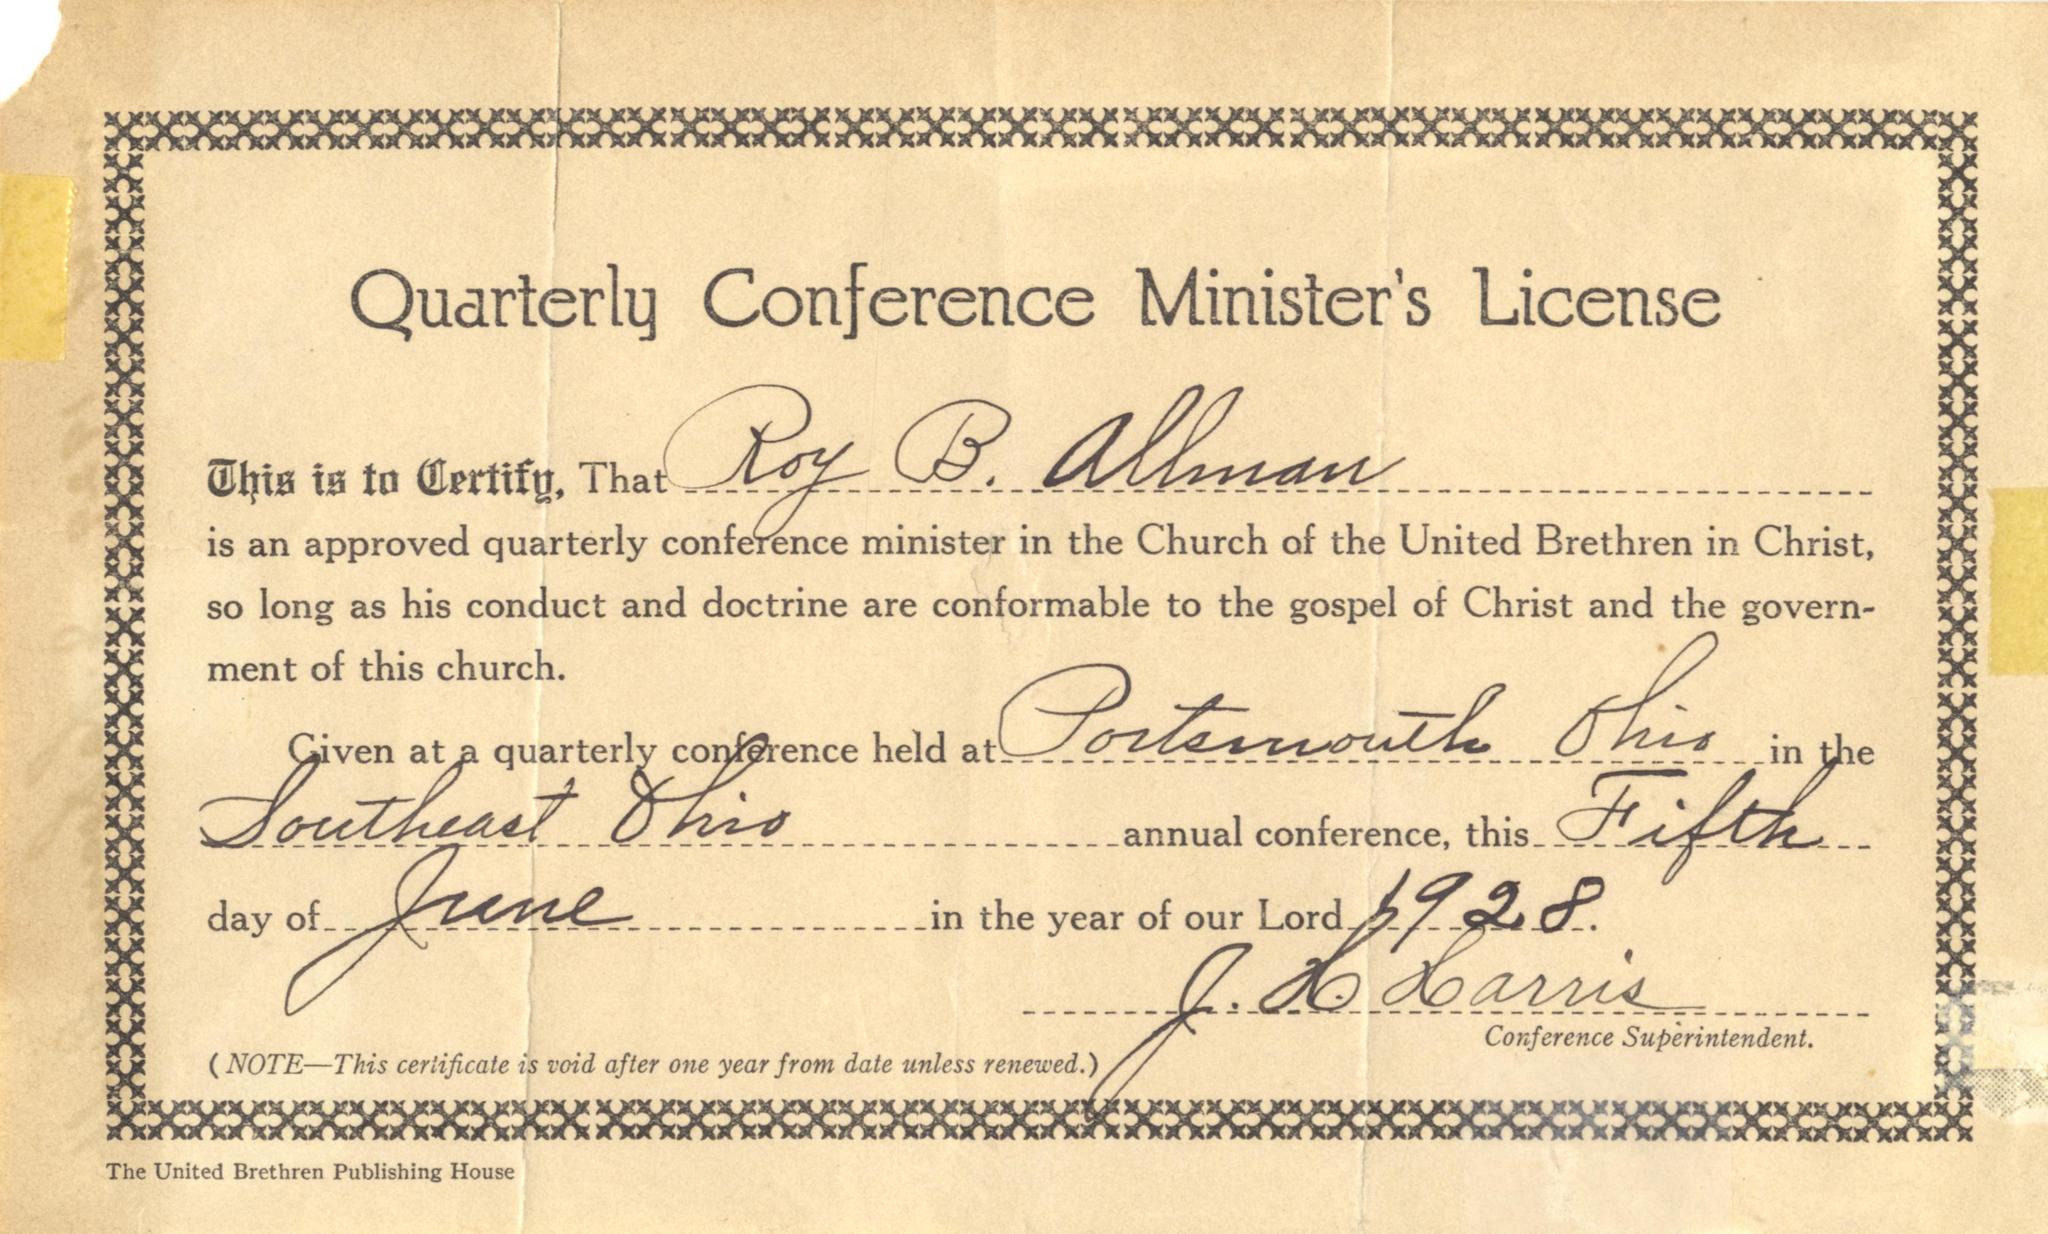 Quarterly Conference Minister's License
This is to Certify, That Roy B. Allman
is an approved quarterly conference minister in the Church of the United Brethren in Christ,
so long as his conduct and doctrine are conformable to the gospel of Christ and the govern-
ment of this church.
Given at a quarterly conference held at Portsmouth Ohio in the
Southeast Ohio annual conference, this Fifth
day of June in the year of our Lord 1928.
J. H. Harris
Conference Superintendent.
(NOTE—This certificate is void after one year from date unless renewed.)
The United Brethren Publishing House